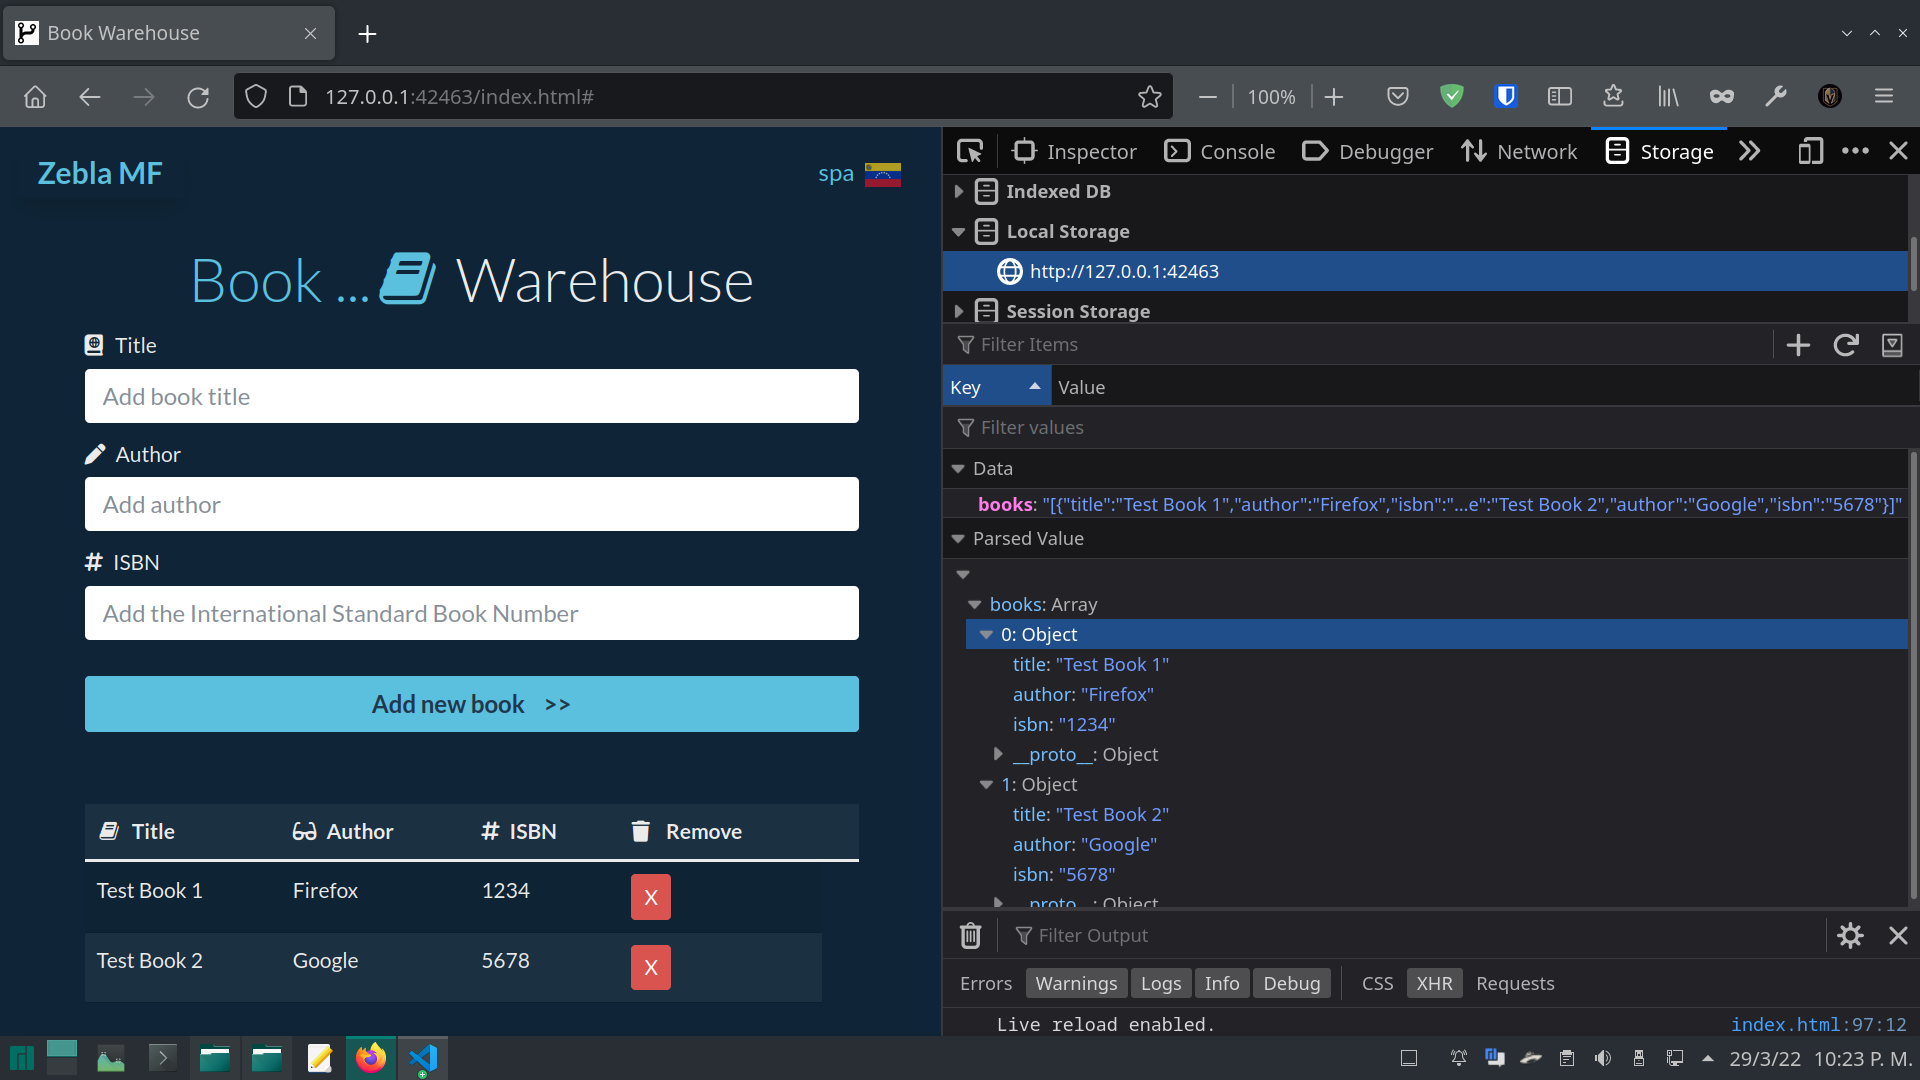 Book Warehouse
127.0.0.1:42463/index.html#
100%
Zebla MF
spa
Book ... Warehouse
Title
Add book title
Author
Add author
# ISBN
Add the International Standard Book Number
Add new book >>
Title Author # ISBN Remove
Test Book 1 Firefox 1234 X
Test Book 2 Google 5678 X
Inspector Console Debugger Network Storage
Indexed DB
Local Storage
http://127.0.0.1:42463
Session Storage
Filter Items
Key Value
Filter values
Data
books: "[{"title":"Test Book 1","author":"Firefox","isbn":"…e":"Test Book 2","author":"Google","isbn":"5678"}]"
Parsed Value
books: Array
0: Object
title: "Test Book 1"
author: "Firefox"
isbn: "1234"
__proto__: Object
1: Object
title: "Test Book 2"
author: "Google"
isbn: "5678"
__proto__: Object
Filter Output
Errors Warnings Logs Info Debug CSS XHR Requests
Live reload enabled. index.html:97:12
29/3/22 10:23 P. M.